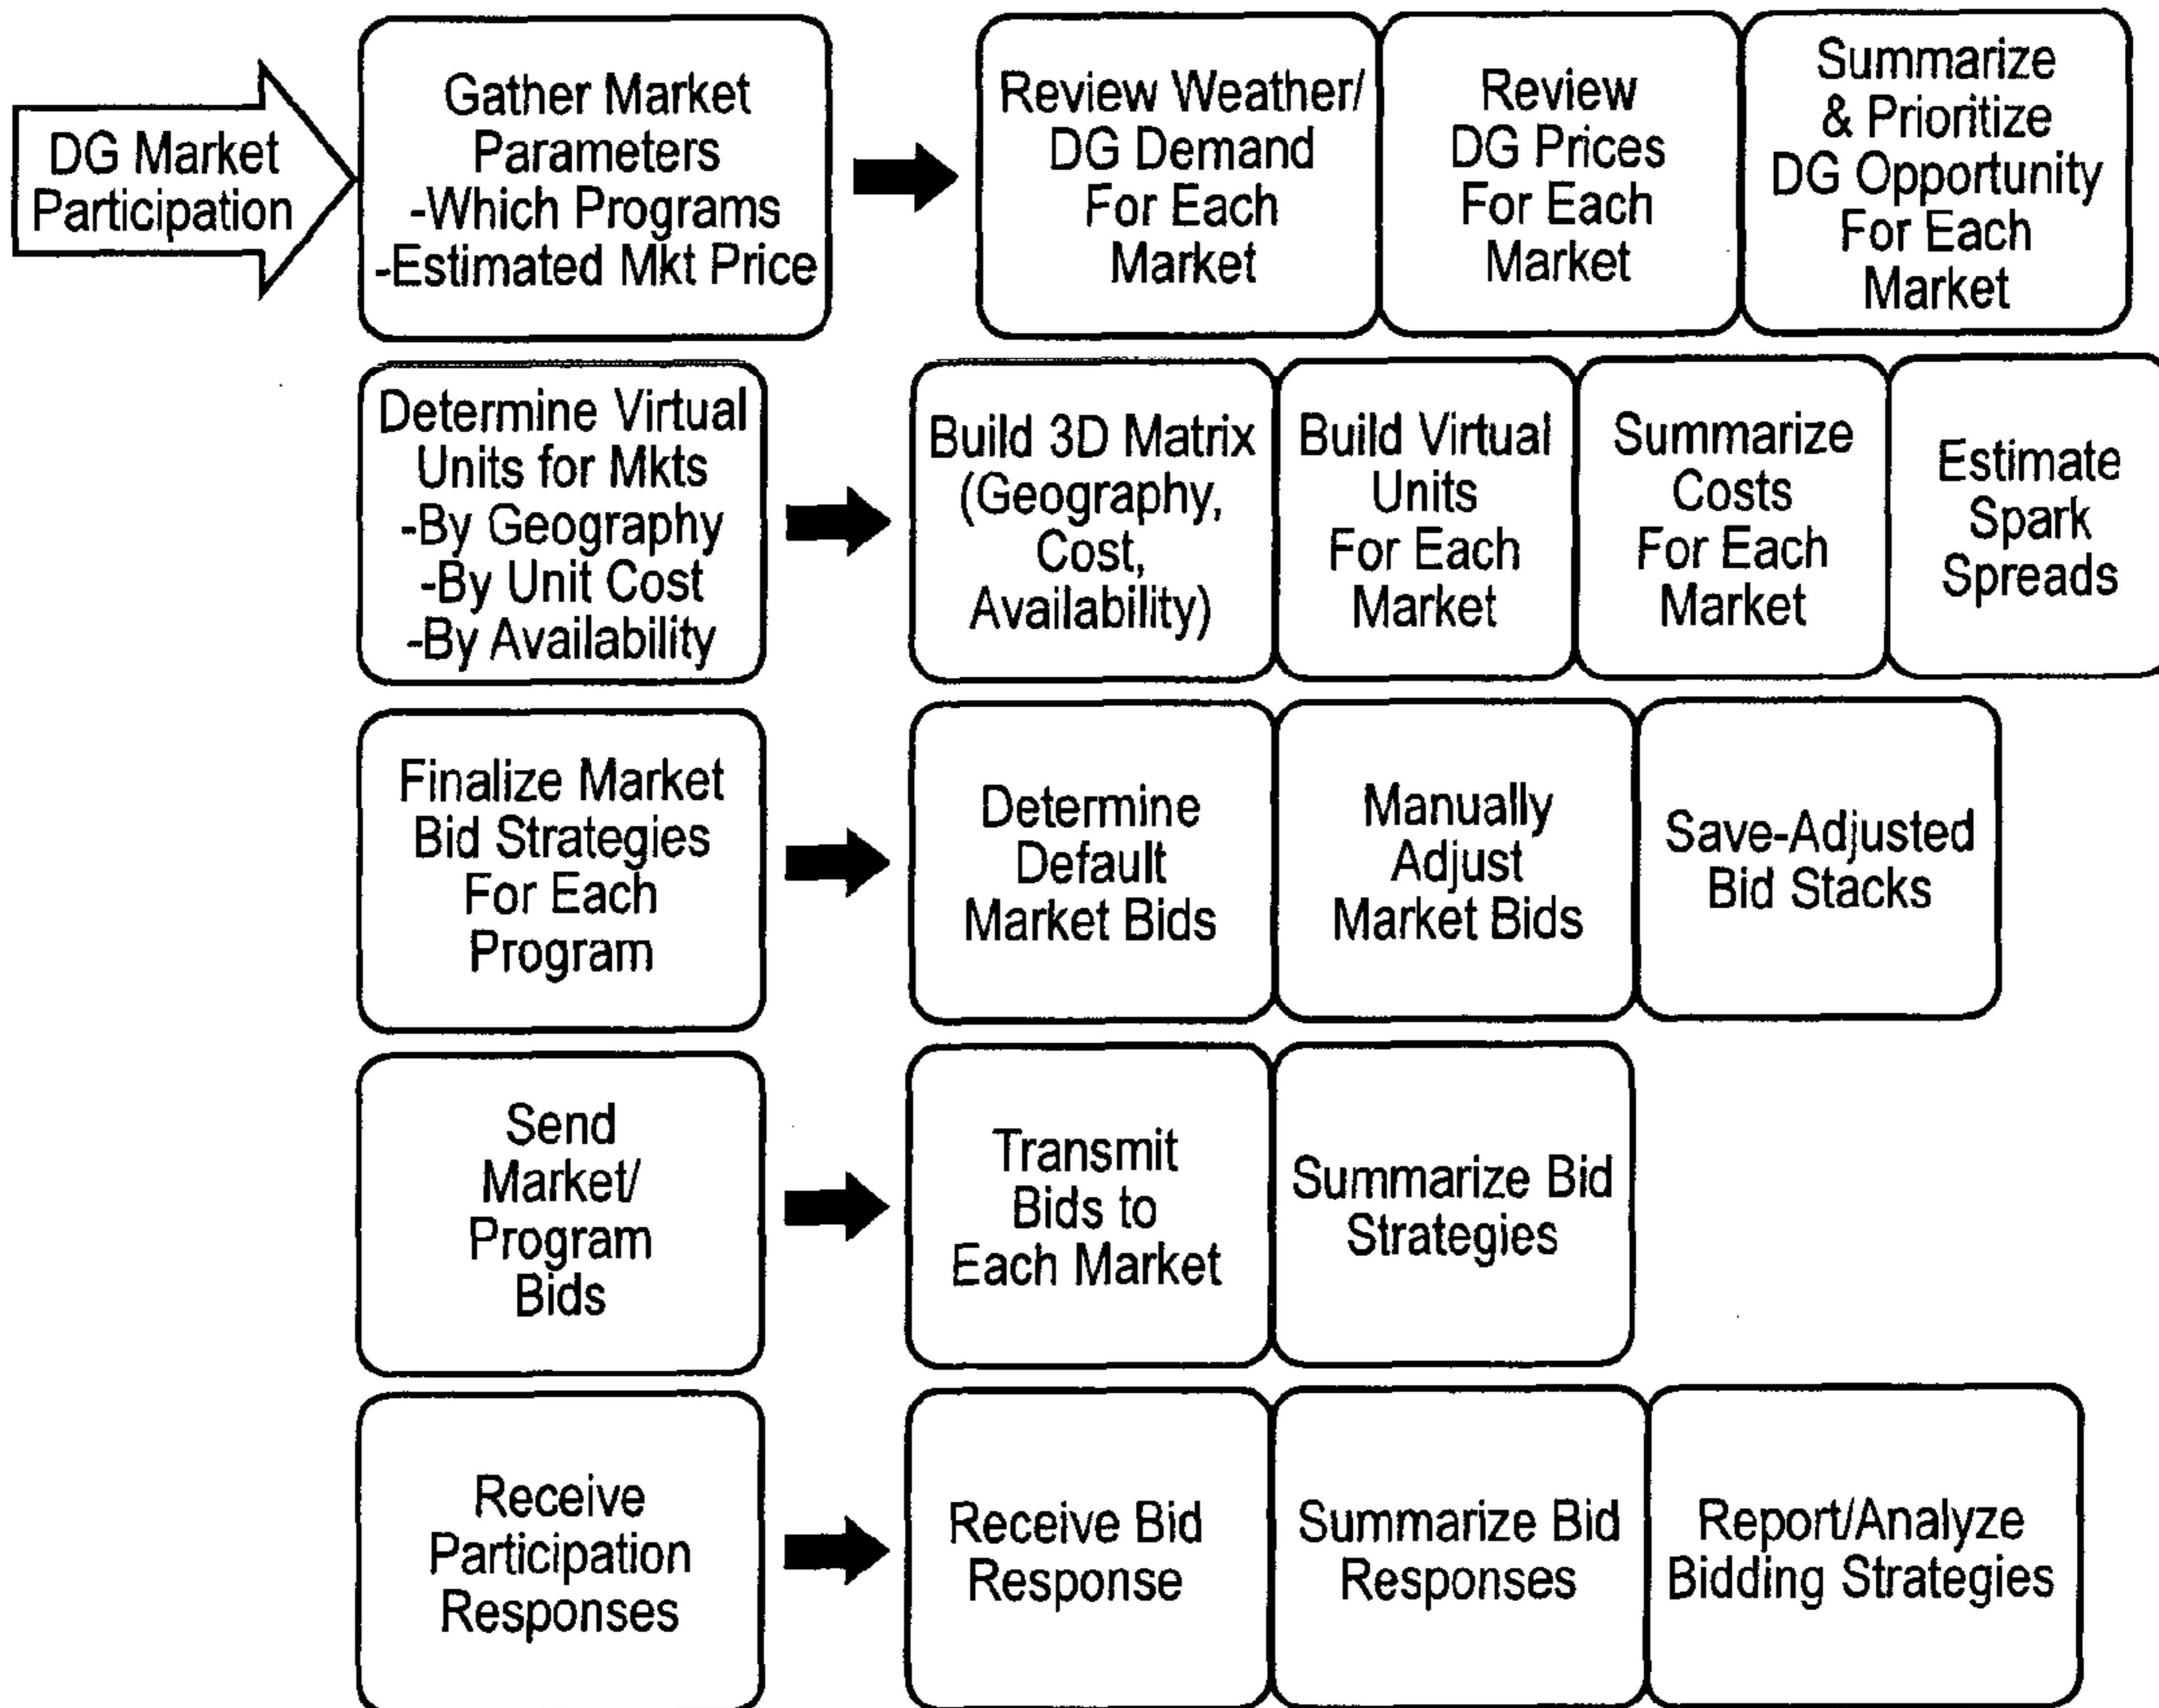 DG Market
Participation
Gather Market
Parameters
-Which Programs
-Estimated Mkt Price
Review Weather/
DG Demand
For Each
Market
Review
DG Prices
For Each
Market
Summarize
& Prioritize
DG Opportunity
For Each
Market
Determine Virtual
Units for Mkts
-By Geography
-By Unit Cost
-By Availability
Build 3D Matrix
(Geography,
Cost,
Availability)
Build Virtual
Units
For Each
Market
Summarize
Costs
For Each
Market
Estimate
Spark
Spreads
Finalize Market
Bid Strategies
For Each
Program
Determine
Default
Market Bids
Manually
Adjust
Market Bids
Save-Adjusted
Bid Stacks
Send
Market/
Program
Bids
Transmit
Bids to
Each Market
Summarize Bid
Strategies
Receive
Participation
Responses
Receive Bid
Response
Summarize Bid
Responses
Report/Analyze
Bidding Strategies